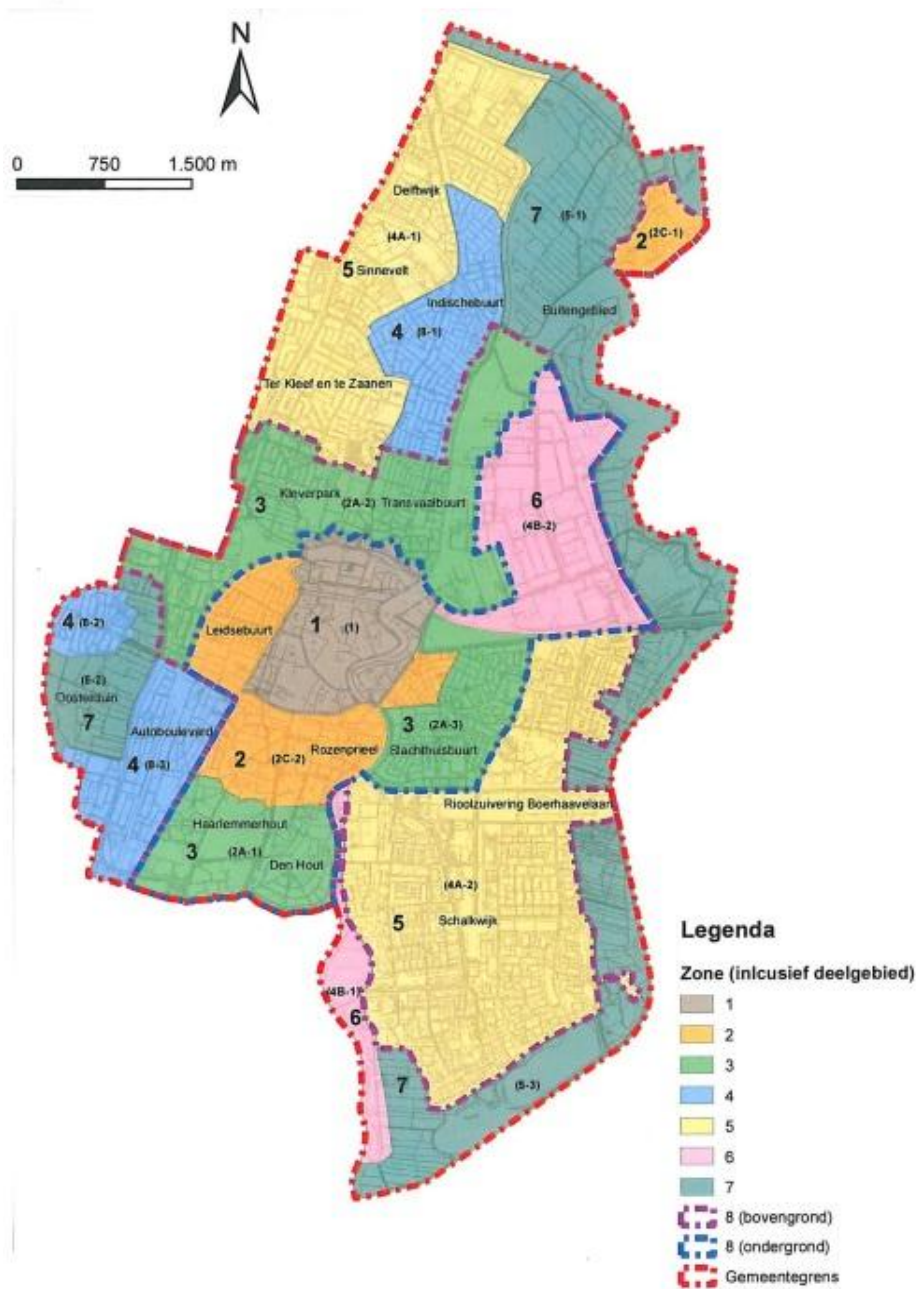 N
0 750 1.500 m
Delftwijk
(4A-1)
5 Sinnevelt
7 (5-1)
2 (2C-1)
Indischebuurt
4 (8-1)
Buitengebied
Ter Kleef en te Zaanen
Kleverpark
3 (2A-2) Transvaalbuurt
6
(4B-2)
4 (8-2)
Leidsebuurt
1 (1)
(5-2)
Oosterduin
7
Autoboulevard
4 (8-3)
2 (2C-2) Rozenprieel
3 (2A-3)
Slachthuisbuurt
Rioolzuivering Boerhaavelaan
Haarlemmerhout
3 (2A-1)
Den Hout
(4A-2)
5 Schalkwijk
(4B-1)
6
7
(5-3)
Legenda
Zone (inlcusief deelgebied)
1
2
3
4
5
6
7
8 (bovengrond)
8 (ondergrond)
Gemeentegrens